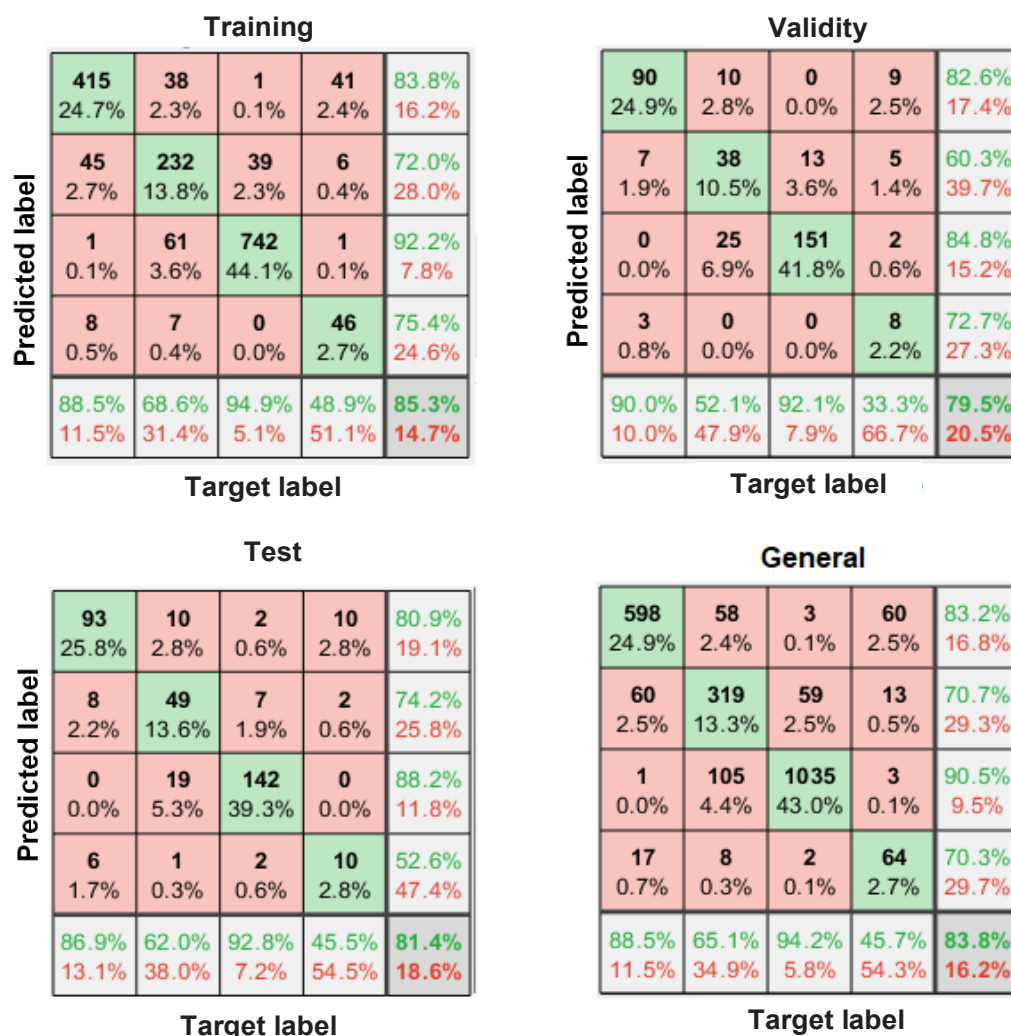 Training
415 38 1 41 83.8%
24.7% 2.3% 0.1% 2.4% 16.2%
45 232 39 6 72.0%
2.7% 13.8% 2.3% 0.4% 28.0%
1 61 742 1 92.2%
0.1% 3.6% 44.1% 0.1% 7.8%
8 7 0 46 75.4%
0.5% 0.4% 0.0% 2.7% 24.6%
88.5% 68.6% 94.9% 48.9% 85.3%
11.5% 31.4% 5.1% 51.1% 14.7%
Predicted label
Target label
Validity
90 10 0 9 82.6%
24.9% 2.8% 0.0% 2.5% 17.4%
7 38 13 5 60.3%
1.9% 10.5% 3.6% 1.4% 39.7%
0 25 151 2 84.8%
0.0% 6.9% 41.8% 0.6% 15.2%
3 0 0 8 72.7%
0.8% 0.0% 0.0% 2.2% 27.3%
90.0% 52.1% 92.1% 33.3% 79.5%
10.0% 47.9% 7.9% 66.7% 20.5%
Predicted label
Target label
Test
93 10 2 10 80.9%
25.8% 2.8% 0.6% 2.8% 19.1%
8 49 7 2 74.2%
2.2% 13.6% 1.9% 0.6% 25.8%
0 19 142 0 88.2%
0.0% 5.3% 39.3% 0.0% 11.8%
6 1 2 10 52.6%
1.7% 0.3% 0.6% 2.8% 47.4%
86.9% 62.0% 92.8% 45.5% 81.4%
13.1% 38.0% 7.2% 54.5% 18.6%
Predicted label
Target label
General
598 58 3 60 83.2%
24.9% 2.4% 0.1% 2.5% 16.8%
60 319 59 13 70.7%
2.5% 13.3% 2.5% 0.5% 29.3%
1 105 1035 3 90.5%
0.0% 4.4% 43.0% 0.1% 9.5%
17 8 2 64 70.3%
0.7% 0.3% 0.1% 2.7% 29.7%
88.5% 65.1% 94.2% 45.7% 83.8%
11.5% 34.9% 5.8% 54.3% 16.2%
Target label